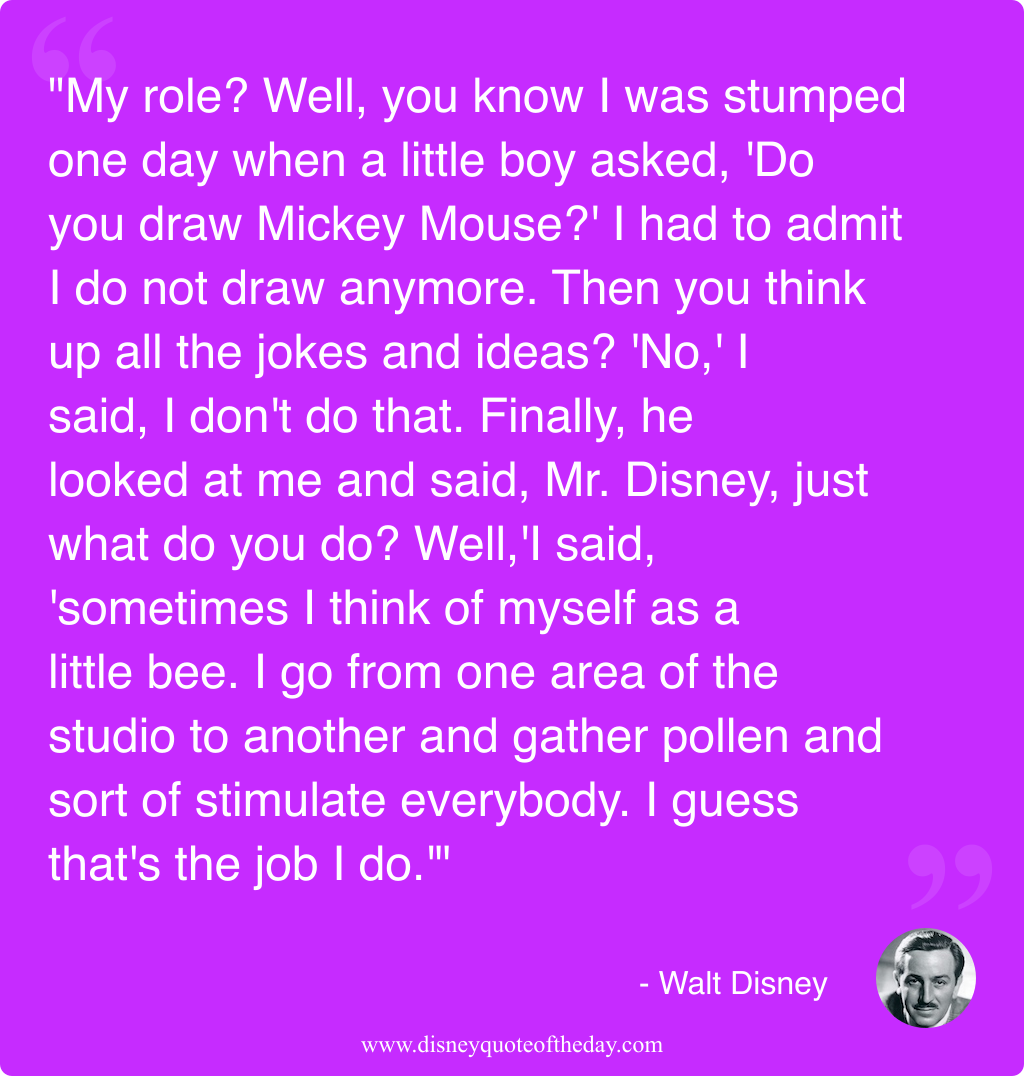 "My role? Well, you know I was stumped
one day when a little boy asked, 'Do
you draw Mickey Mouse?' I had to admit
I do not draw anymore. Then you think
up all the jokes and ideas? 'No,' I
said, I don't do that. Finally, he
looked at me and said, Mr. Disney, just
what do you do? Well,'I said,
'sometimes I think of myself as a
little bee. I go from one area of the
studio to another and gather pollen and
sort of stimulate everybody. I guess
that's the job I do.'"
- Walt Disney
www.disneyquoteoftheday.com